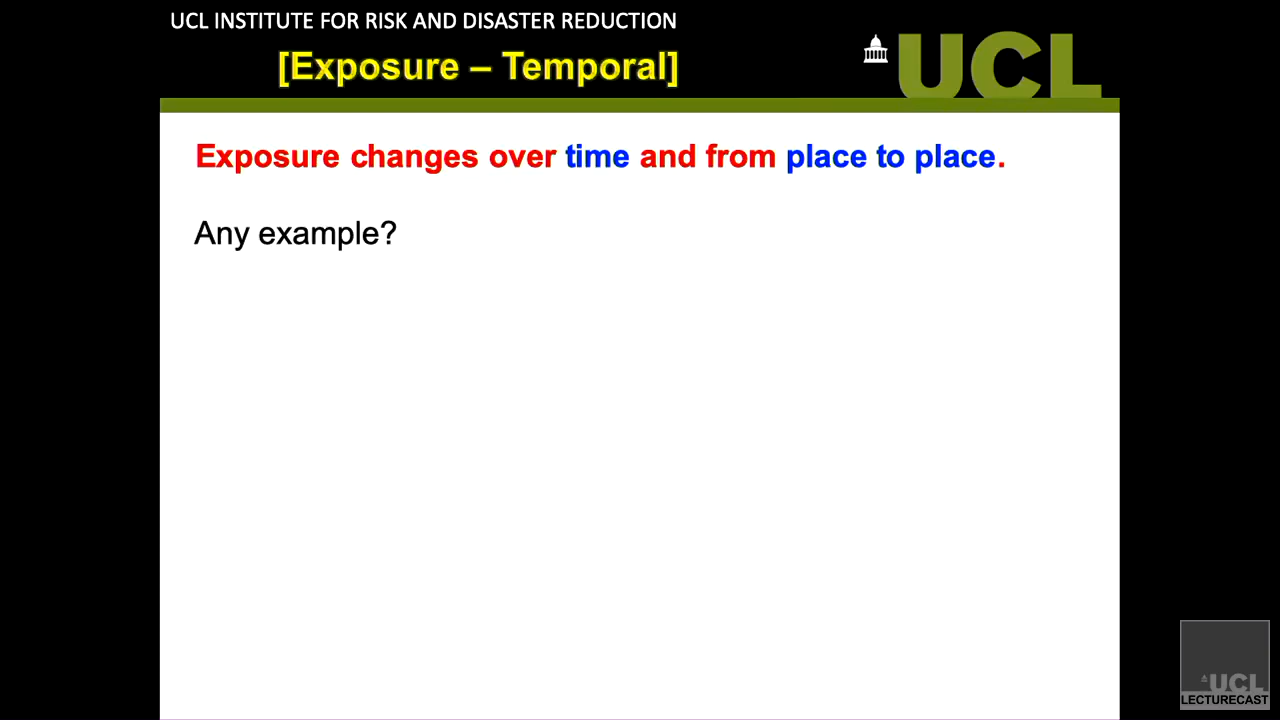 UCL INSTITUTE FOR RISK AND DISASTER REDUCTION
[Exposure – Temporal]
UCL
Exposure changes over time and from place to place.
Any example?
UCL
LECTURECAST